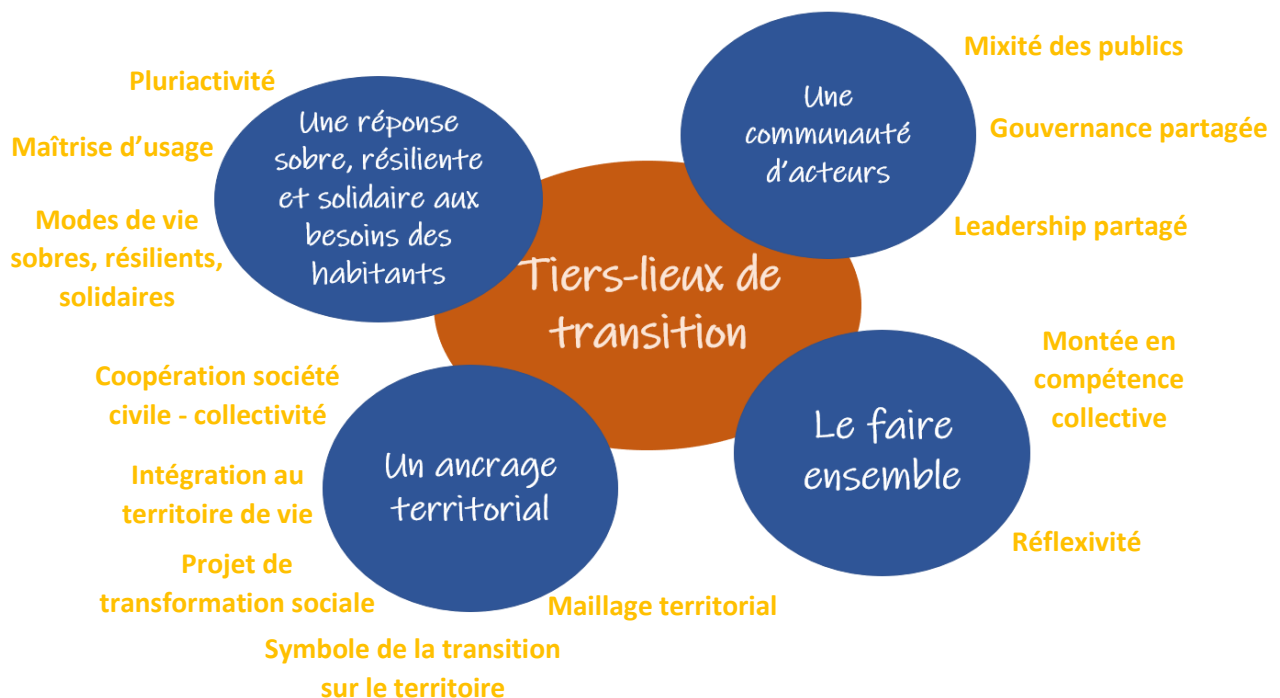 Pluriactivité
Maîtrise d’usage
Modes de vie
sobres, résilients,
solidaires
Une réponse
sobre, résiliente
et solidaire aux
besoins des
habitants
Mixité des publics
Gouvernance partagée
Leadership partagé
Une
communauté
d’acteurs
Tiers-lieux de
transition
Coopération société
civile - collectivité
Intégration au
territoire de vie
Projet de
transformation sociale
Symbole de la transition
sur le territoire
Maillage territorial
Un ancrage
territorial
Le faire
ensemble
Montée en
compétence
collective
Réflexivité